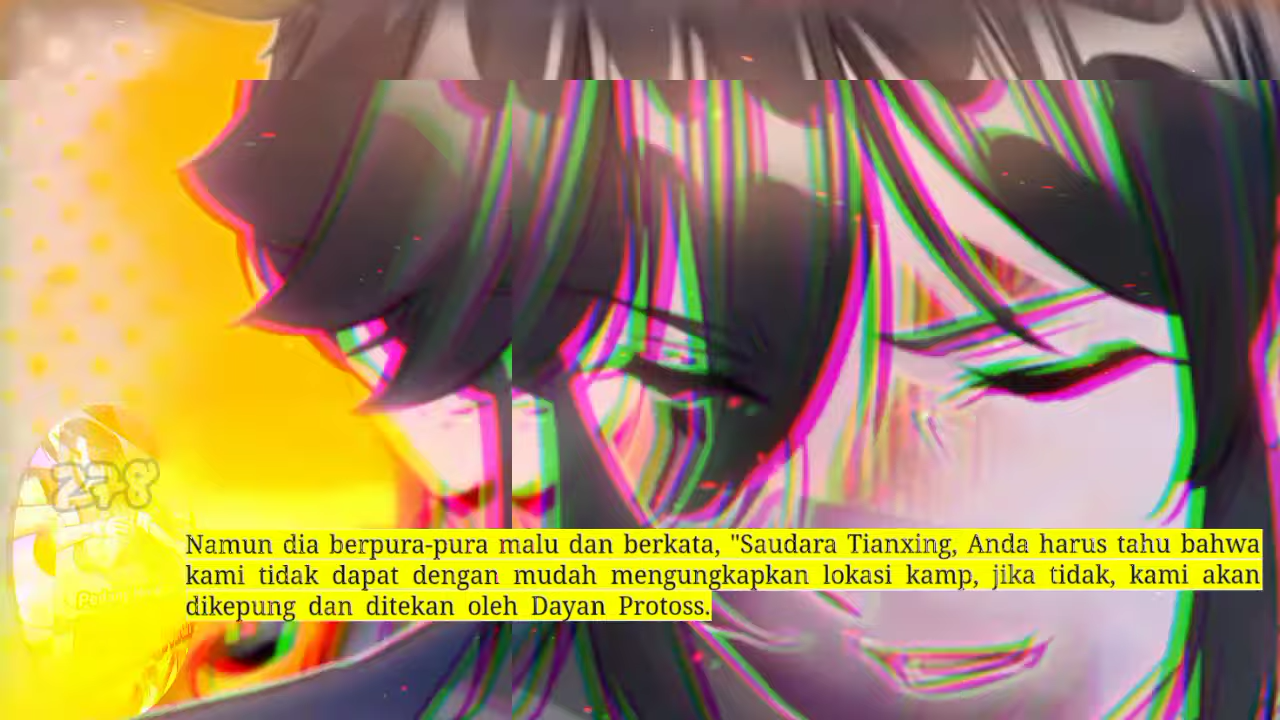 278
Namun dia berpura-pura malu dan berkata, "Saudara Tianxing, Anda harus tahu bahwa
kami tidak dapat dengan mudah mengungkapkan lokasi kamp, jika tidak, kami akan
dikepung dan ditekan oleh Dayan Protoss.